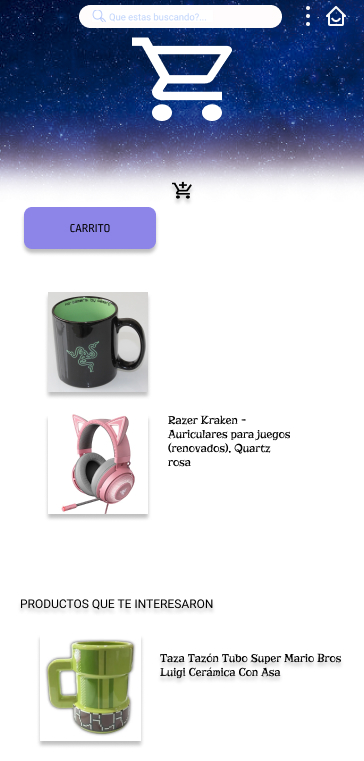 Que estas buscando?...
CARRITO
Razer Kraken -
Auriculares para juegos
(renovados), Quartz
rosa
PRODUCTOS QUE TE INTERESARON
Taza Tazón Tubo Super Mario Bros
Luigi Cerámica Con Asa